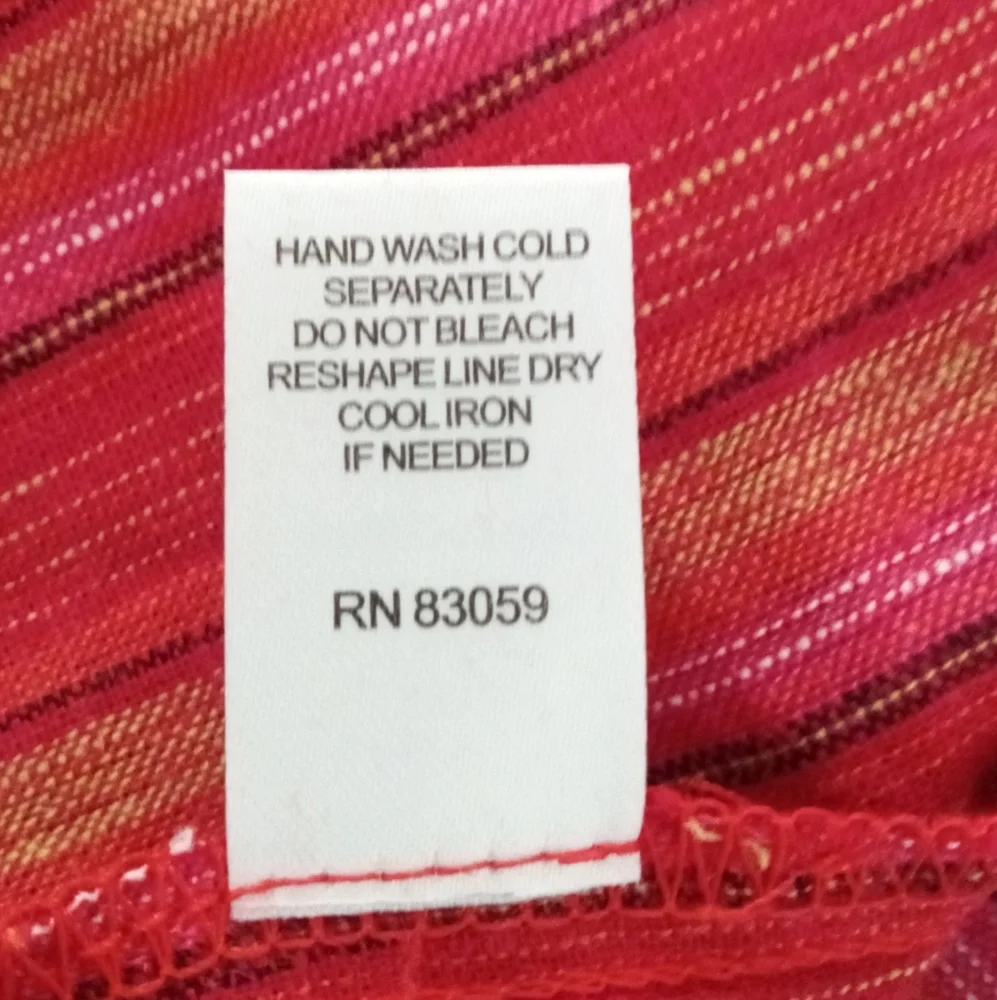 HAND WASH COLD
SEPARATELY
DO NOT BLEACH
RESHAPE LINE DRY
COOL IRON
IF NEEDED
RN 83059